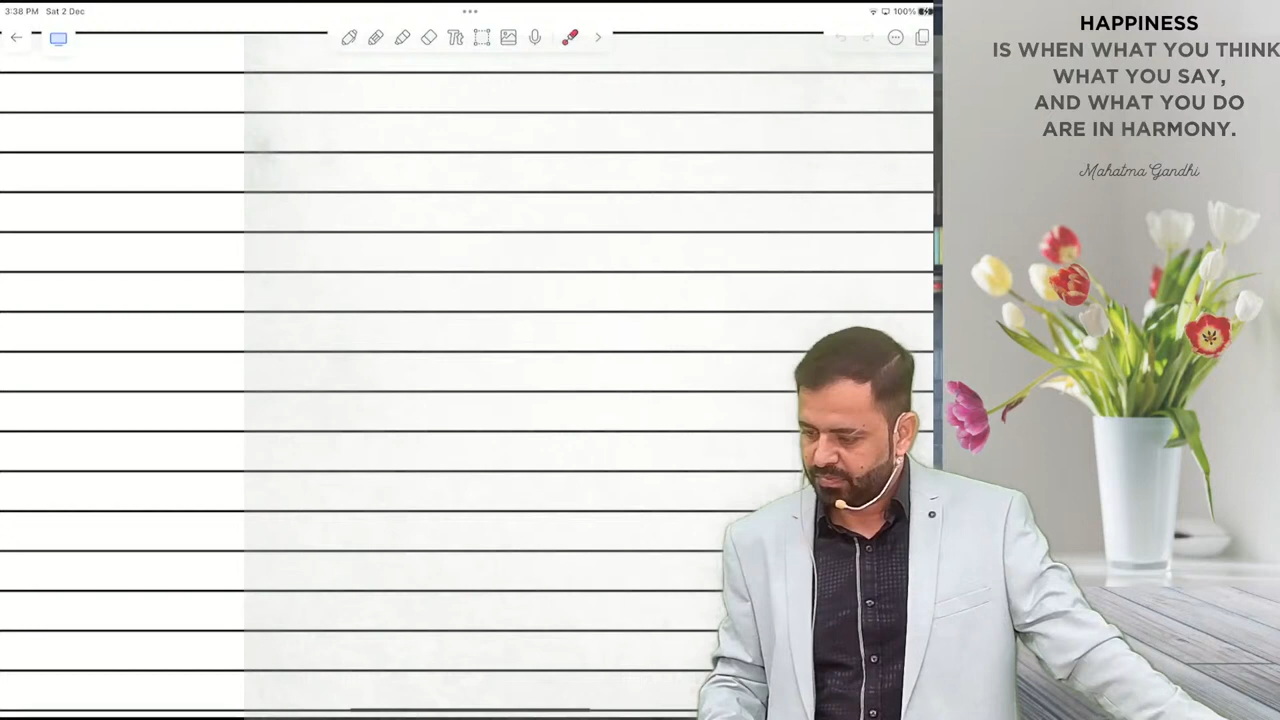 3:38 PM Sat 2 Dec
100%
Tt
HAPPINESS
IS WHEN WHAT YOU THINK
WHAT YOU SAY,
AND WHAT YOU DO
ARE IN HARMONY.
Mahatma Gandhi